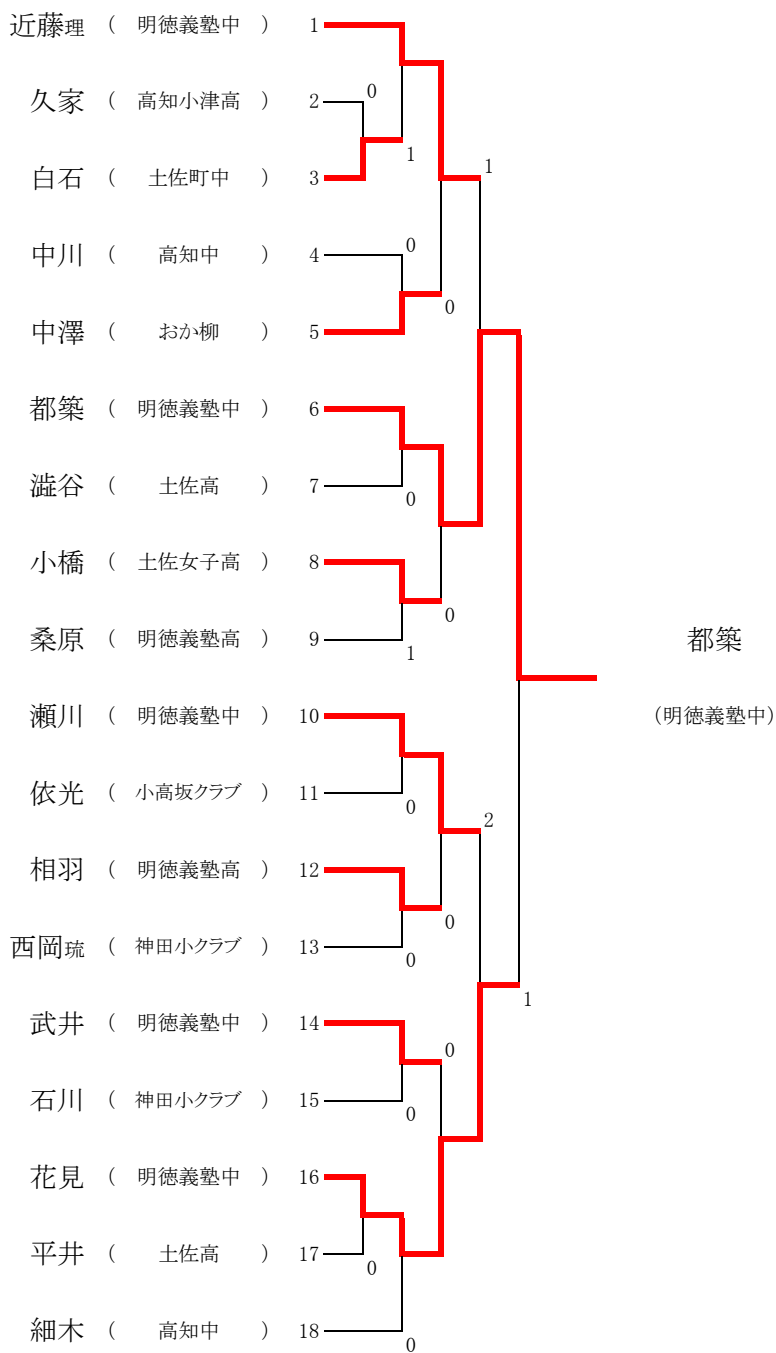 近藤理 ( 明徳義塾中 ) 1
0
久家 ( 高知小津高 ) 2
1
1
白石 ( 土佐町中 ) 3
0
中川 ( 高知中 ) 4
0
中澤 ( おか柳 ) 5
都築 ( 明徳義塾中 ) 6
澁谷 ( 土佐高 ) 7
0
小橋 ( 土佐女子高 ) 8
0
桑原 ( 明徳義塾高 ) 9
1
都築
瀬川 ( 明徳義塾中 ) 10
(明徳義塾中)
依光 ( 小高坂クラブ ) 11
0
2
相羽 ( 明徳義塾高 ) 12
0
西岡琉 ( 神田小クラブ ) 13
0
1
武井 ( 明徳義塾中 ) 14
0
石川 ( 神田小クラブ ) 15
0
花見 ( 明徳義塾中 ) 16
平井 ( 土佐高 ) 17
0
細木 ( 高知中 ) 18
0